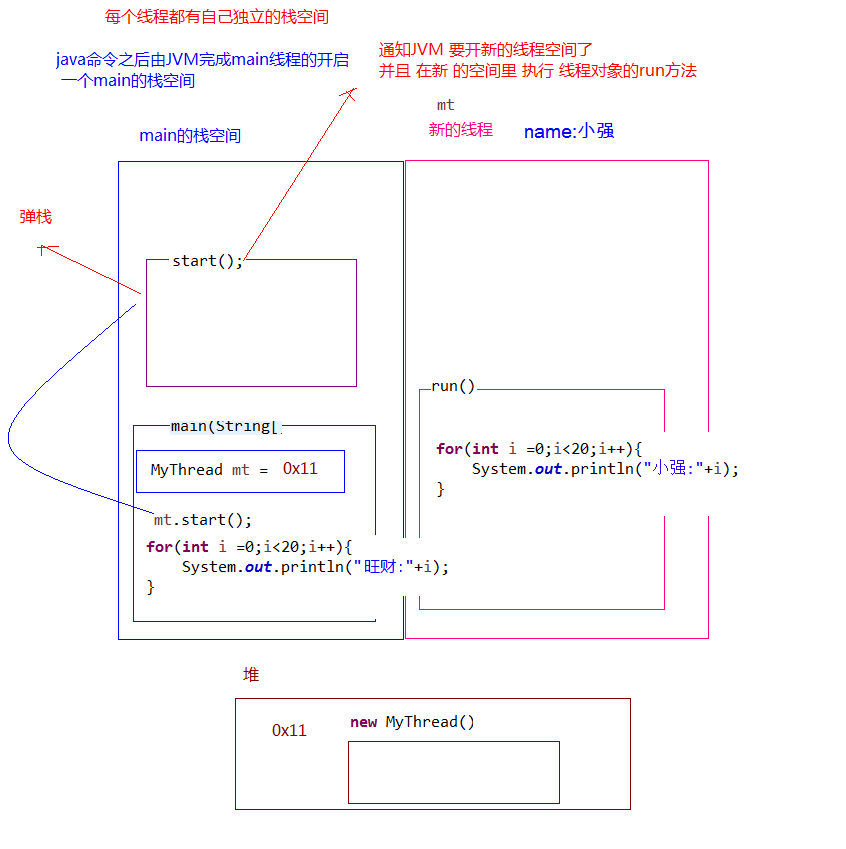 每个线程都有自己独立的栈空间
java命令之后由JVM完成main线程的开启
一个main的栈空间
通知JVM 要开新的线程空间了
并且 在新 的空间里 执行 线程对象的run方法
mt
新的线程
name:小强
main的栈空间
弹栈
start();
run()
main(String[
MyThread mt = 0x11
mt.start();
for(int i =0;i<20;i++){
System.out.println("旺财:"+i);
}
for(int i =0;i<20;i++){
System.out.println("小强:"+i);
}
堆
0x11
new MyThread()